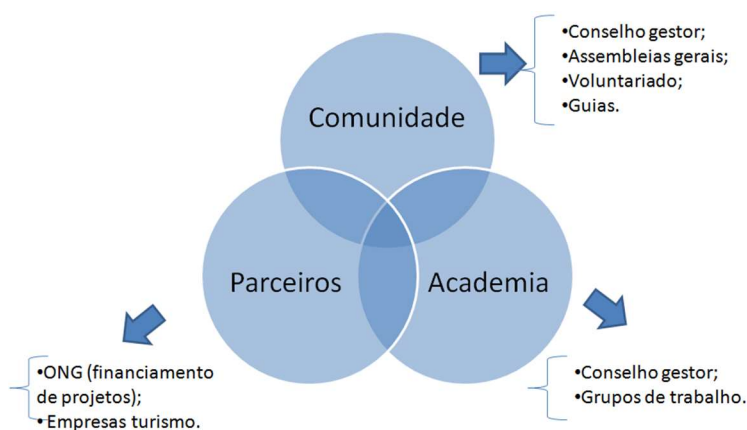 •Conselho gestor;
•Assembleias gerais;
•Voluntariado;
•Guias.
Comunidade
Parceiros
Academia
•ONG (financiamento
de projetos);
•Empresas turismo.
•Conselho gestor;
•Grupos de trabalho.